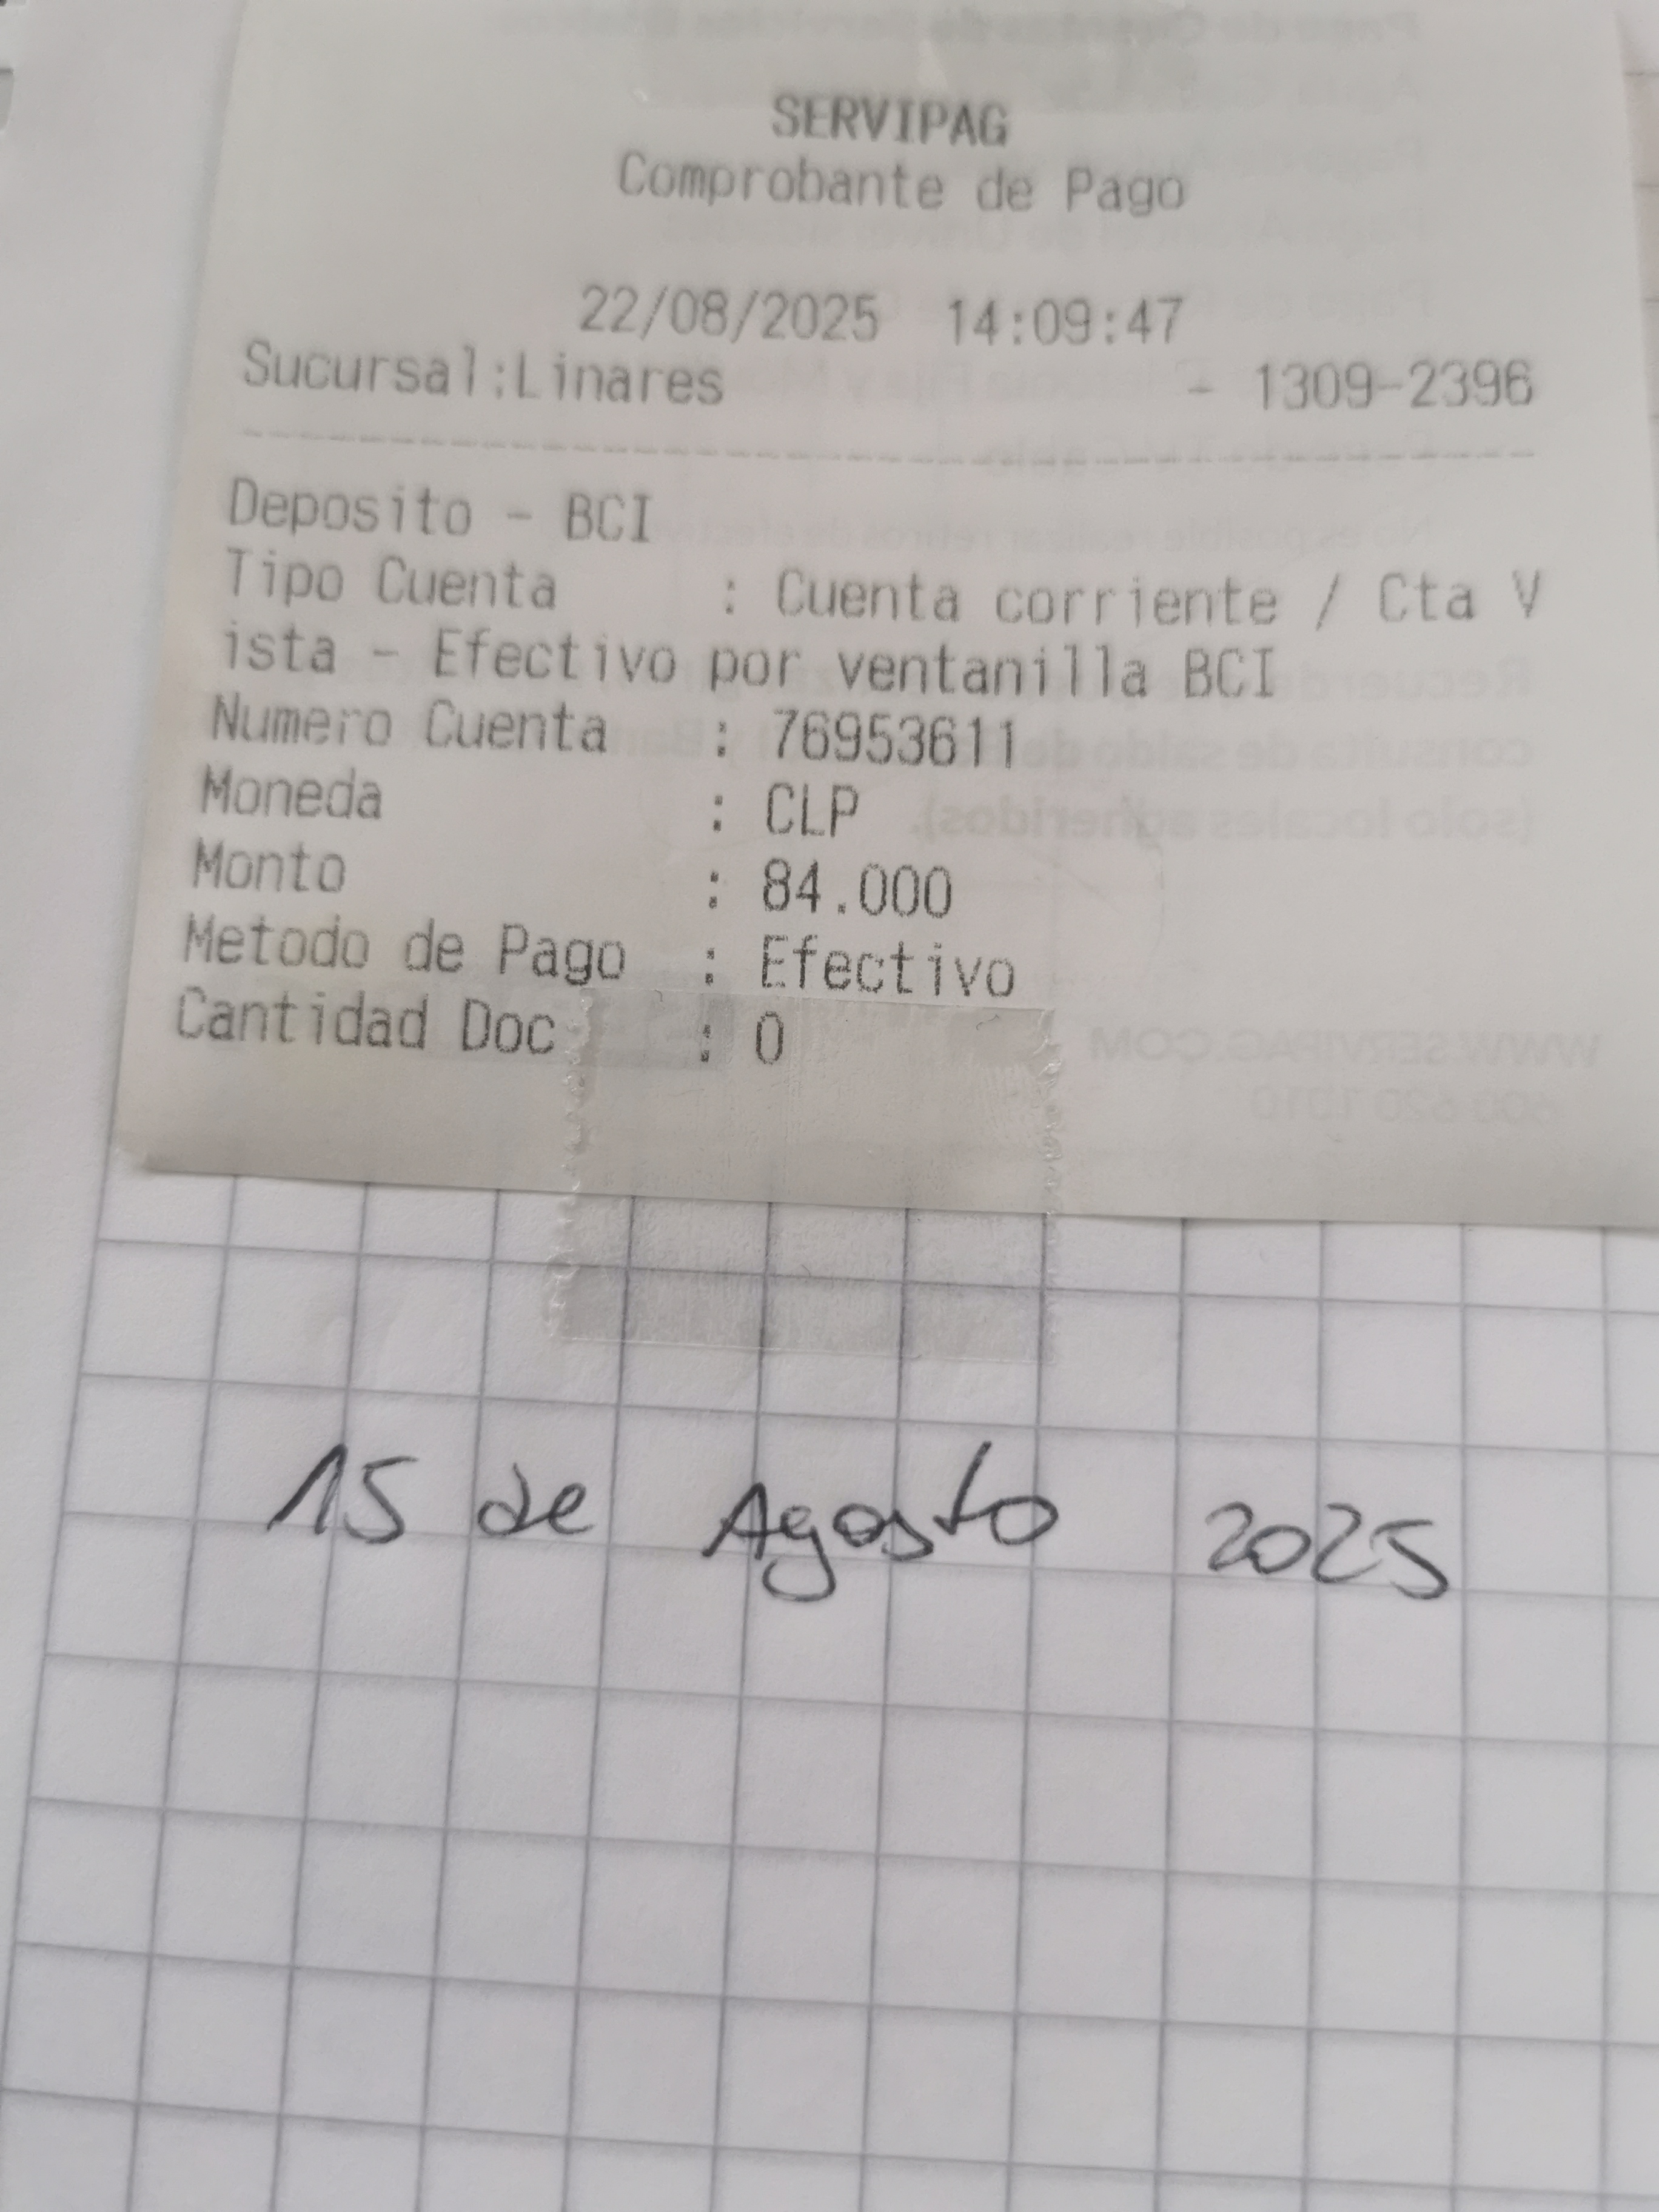 SERVIPAG
Comprobante de Pago
22/08/2025 14:09:47
Sucursal:Linares - 1309-2396
Deposito - BCI
Tipo Cuenta : Cuenta corriente / Cta V
ista - Efectivo por ventanilla BCI
Numero Cuenta : 76953611
Moneda : CLP
Monto : 84.000
Metodo de Pago : Efectivo
Cantidad Doc : 0
15 de Agosto 2025